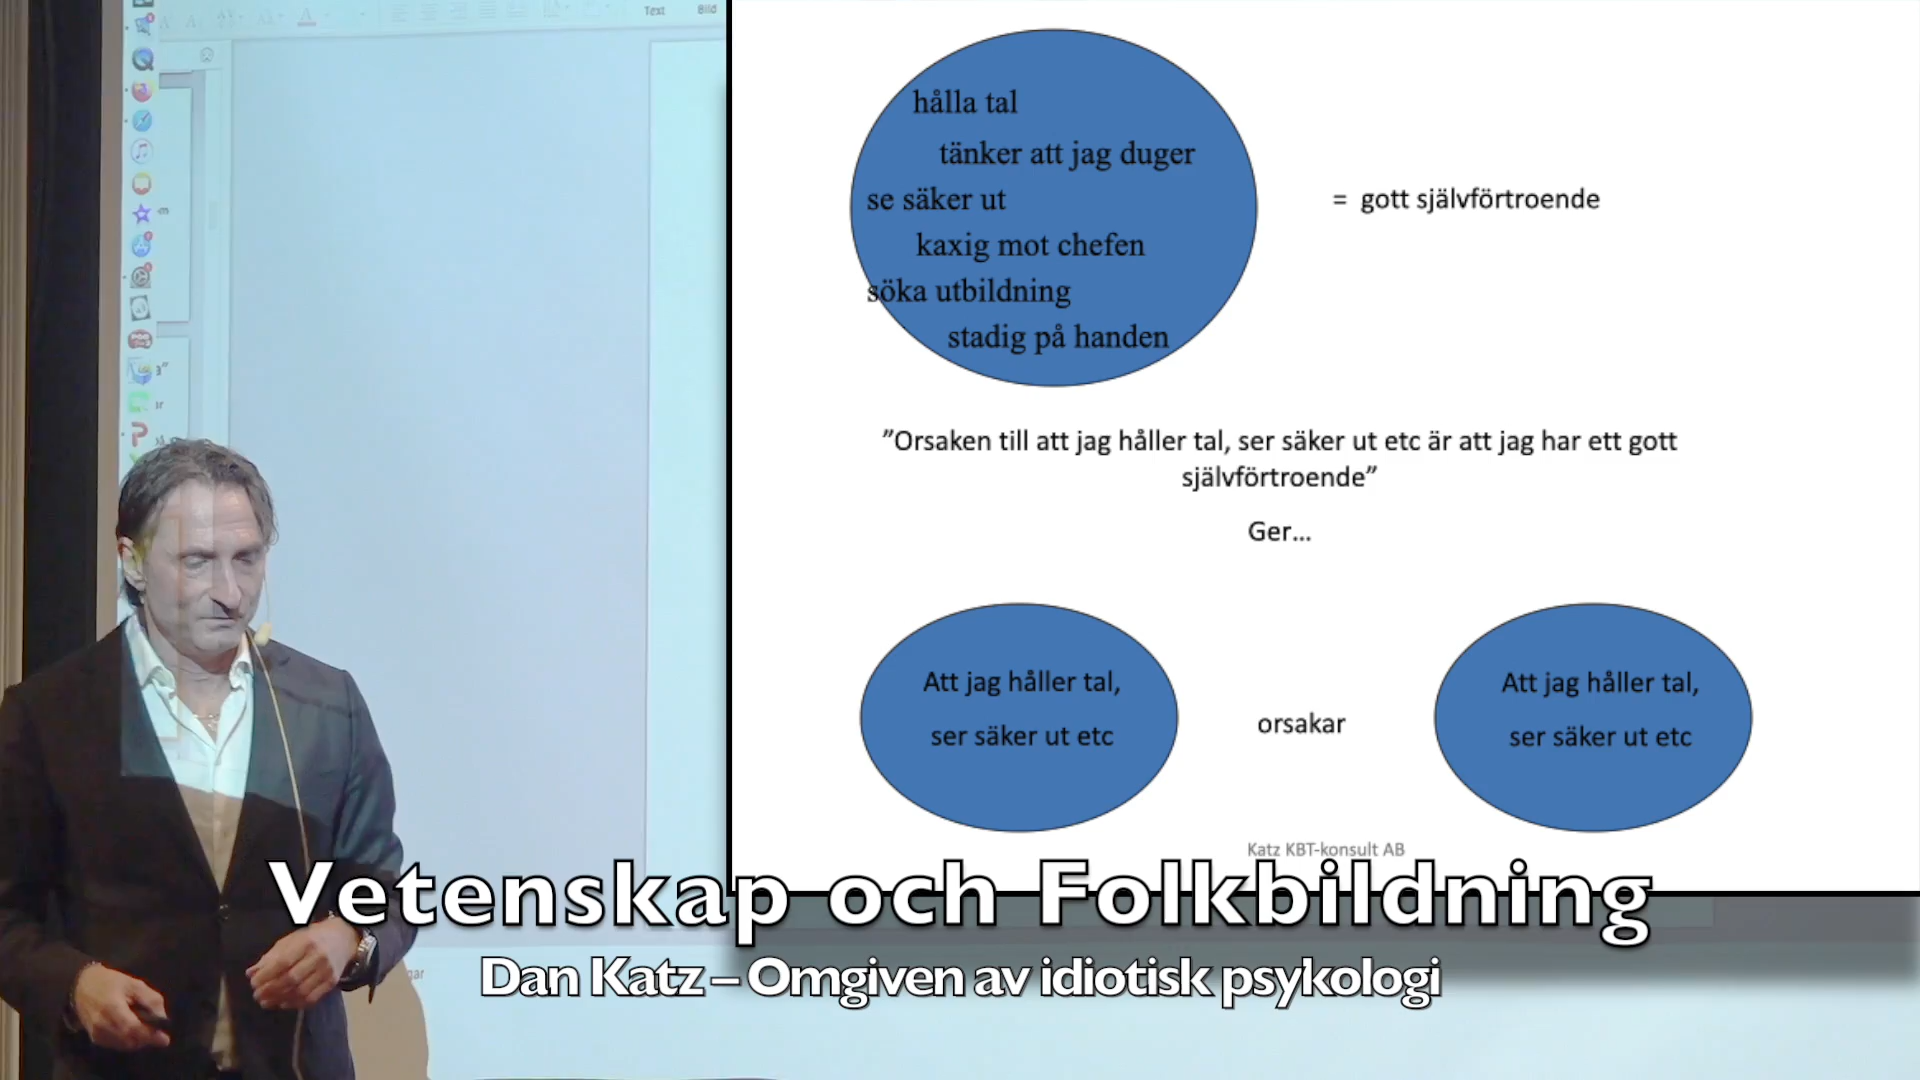 Text Bild
hålla tal
tänker att jag duger
se säker ut
kaxig mot chefen
söka utbildning
stadig på handen
= gott självförtroende
”Orsaken till att jag håller tal, ser säker ut etc är att jag har ett gott
självförtroende”
Ger...
Att jag håller tal,
ser säker ut etc
orsakar
Att jag håller tal,
ser säker ut etc
Katz KBT-konsult AB
Vetenskap och Folkbildning
Dan Katz – Omgiven av idiotisk psykologi